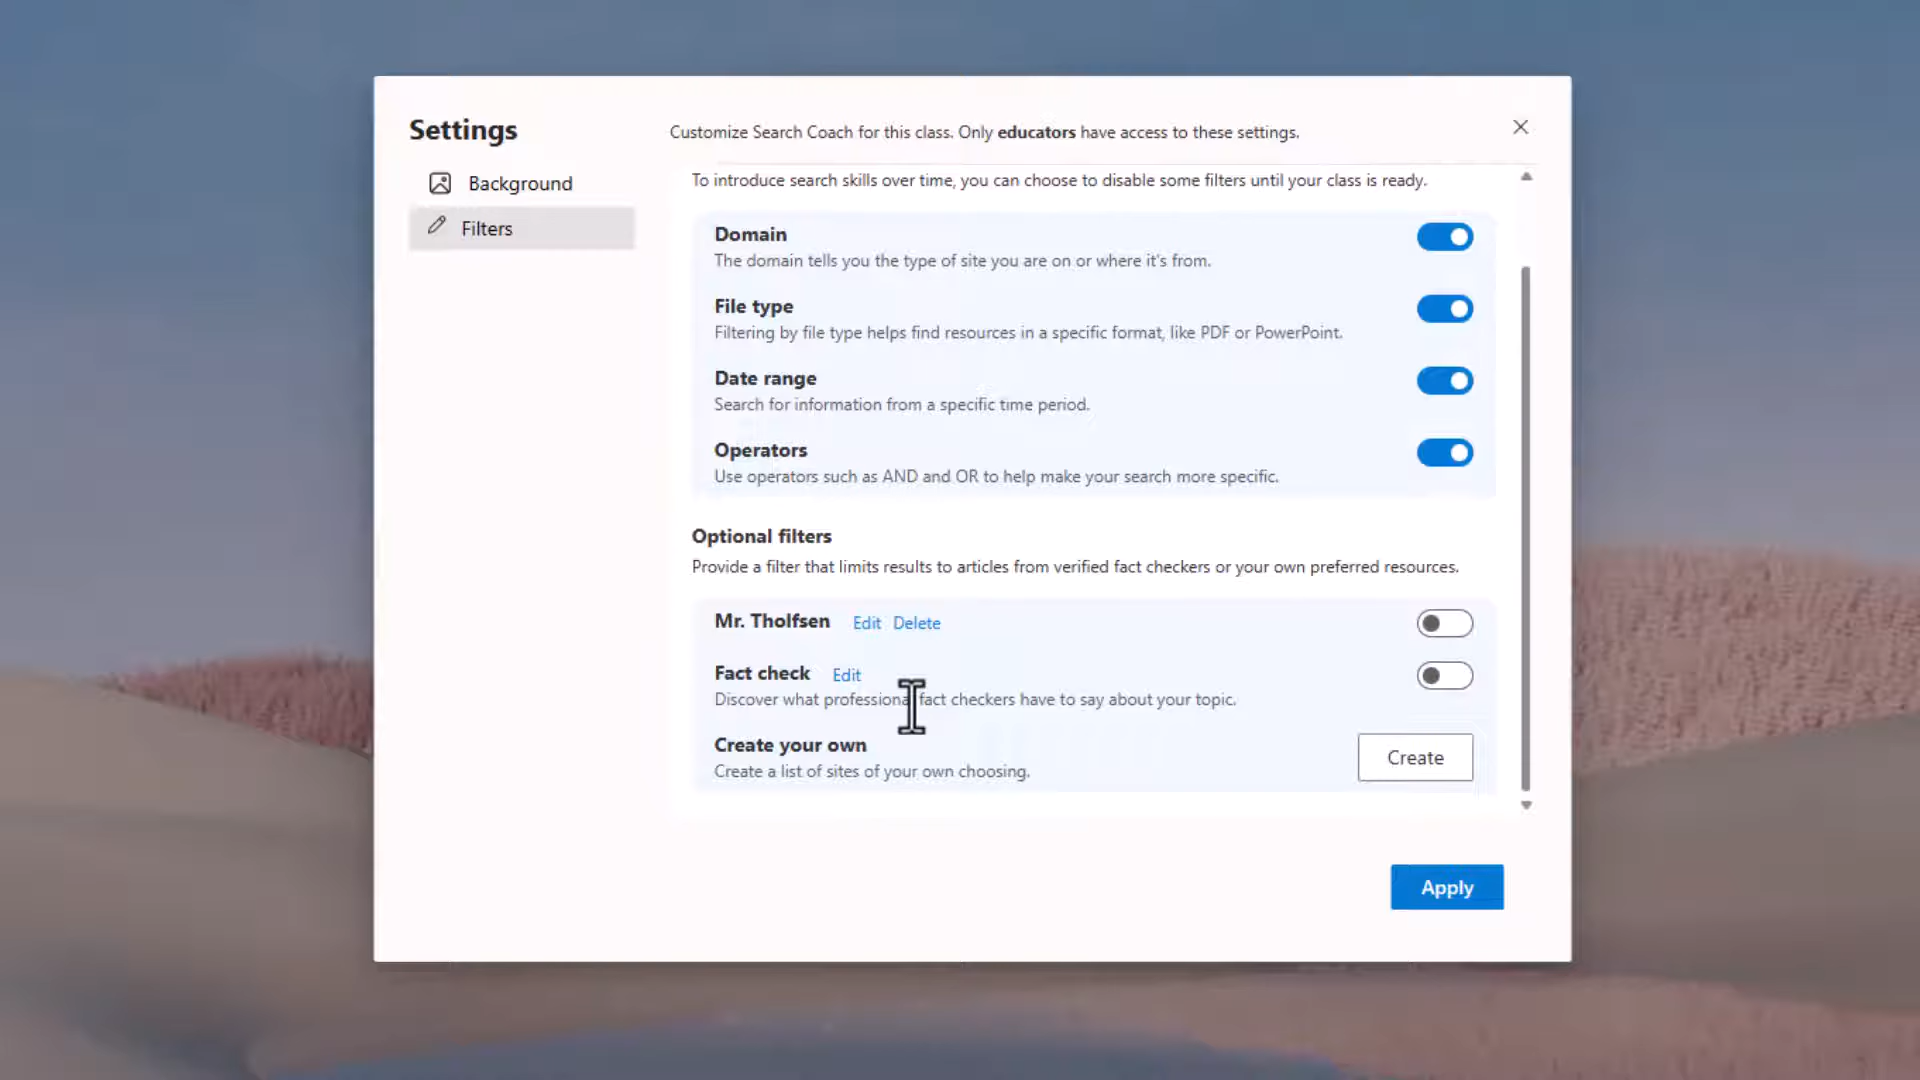 Settings
Customize Search Coach for this class. Only educators have access to these settings.
Background
Filters
To introduce search skills over time, you can choose to disable some filters until your class is ready.
Domain
The domain tells you the type of site you are on or where it's from.
File type
Filtering by file type helps find resources in a specific format, like PDF or PowerPoint.
Date range
Search for information from a specific time period.
Operators
Use operators such as AND and OR to help make your search more specific.
Optional filters
Provide a filter that limits results to articles from verified fact checkers or your own preferred resources.
Mr. Tholfsen Edit Delete
Fact check Edit
Discover what professional fact checkers have to say about your topic.
Create your own
Create a list of sites of your own choosing.
Create
Apply